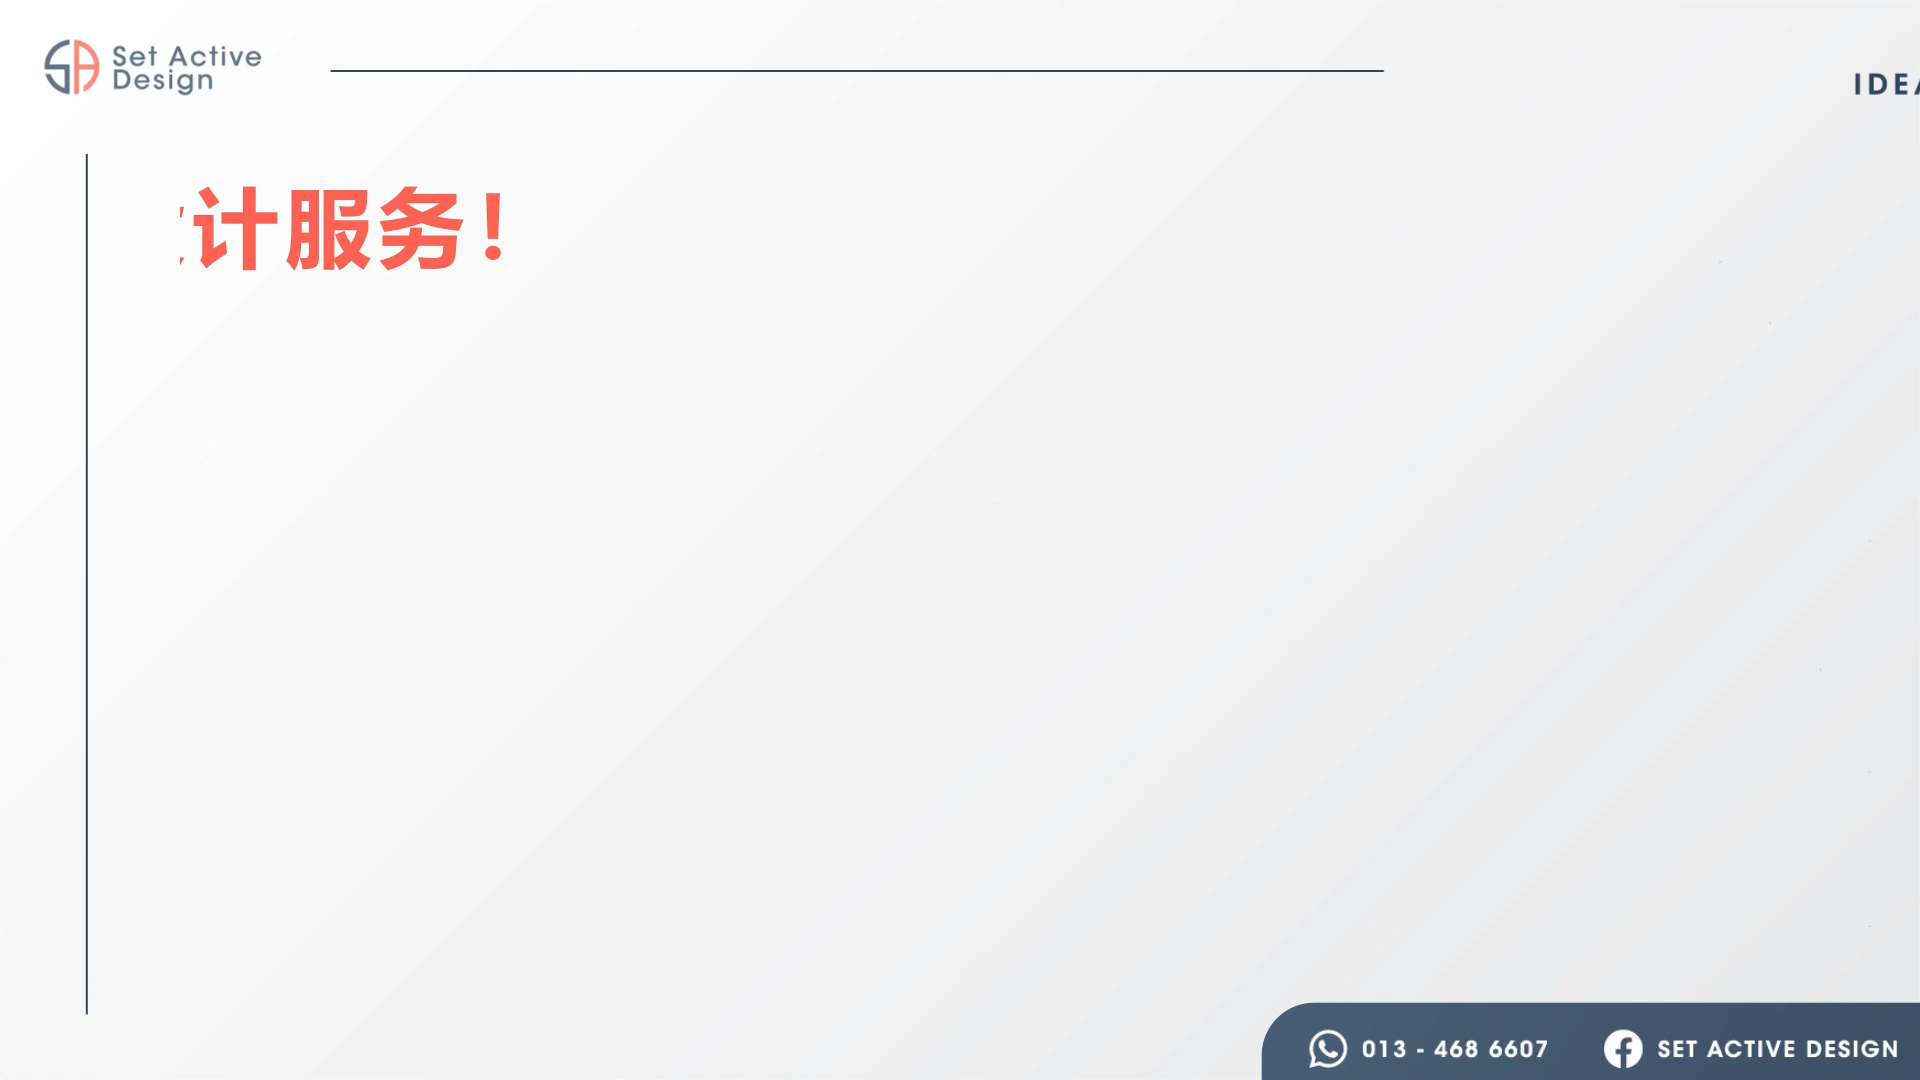 Set Active
Design
计服务！
013 - 468 6607
SET ACTIVE DESIGN